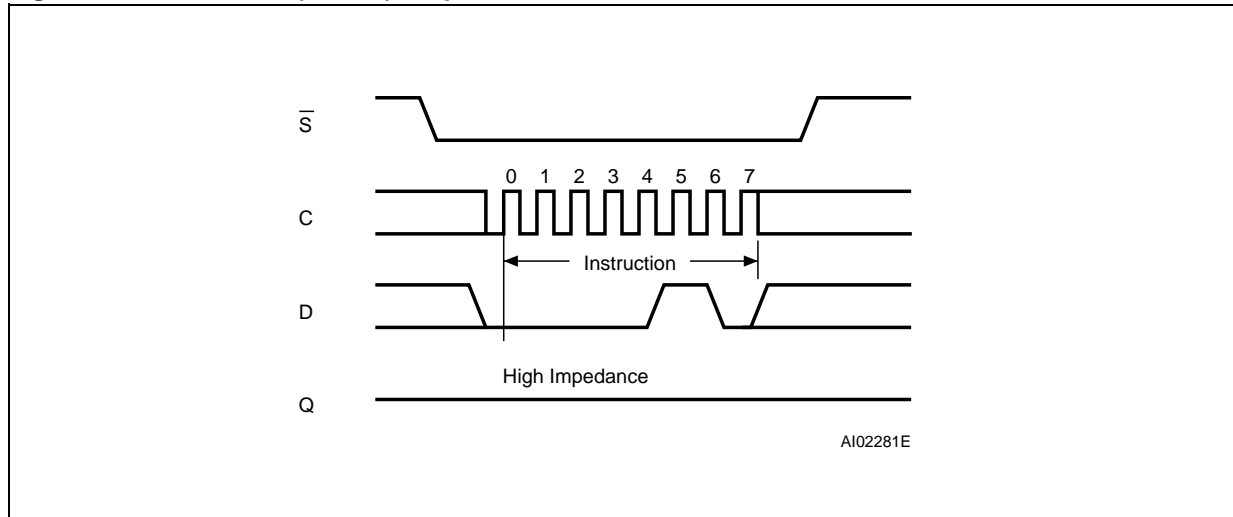 S̅
0 1 2 3 4 5 6 7
C
Instruction
D
High Impedance
Q
AI02281E